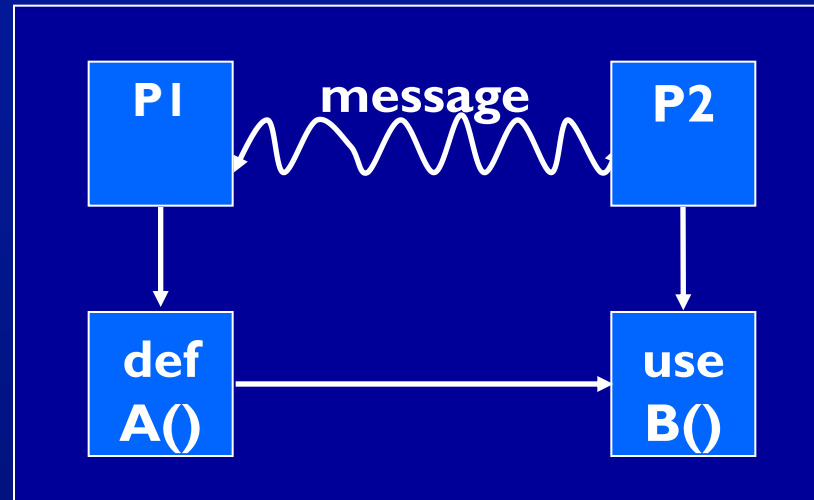 P1
message
P2
def
A()
use
B()